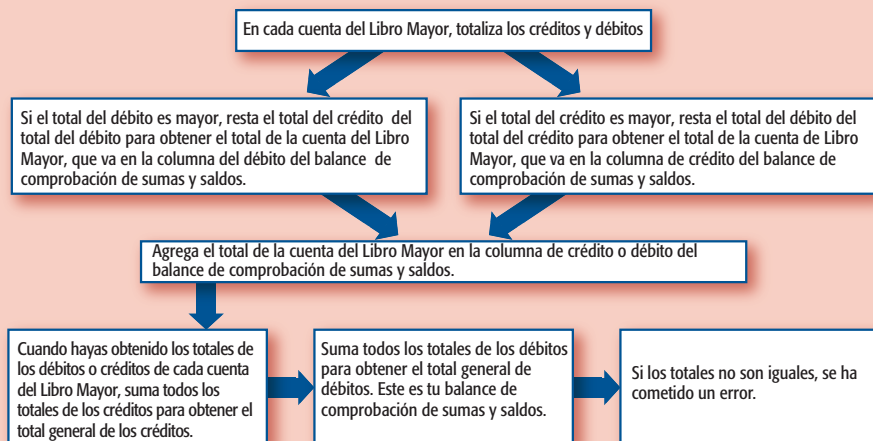 En cada cuenta del Libro Mayor, totaliza los créditos y débitos
Si el total del débito es mayor, resta el total del crédito del
total del débito para obtener el total de la cuenta del Libro
Mayor, que va en la columna del débito del balance de
comprobación de sumas y saldos.
Si el total del crédito es mayor, resta el total del débito del
total del crédito para obtener el total de la cuenta de Libro
Mayor, que va en la columna de crédito del balance de
comprobación de sumas y saldos.
Agrega el total de la cuenta del Libro Mayor en la columna de crédito o débito del
balance de comprobación de sumas y saldos.
Cuando hayas obtenido los totales de
los débitos o créditos de cada cuenta
del Libro Mayor, suma todos los
totales de los créditos para obtener el
total general de los créditos.
Suma todos los totales de los débitos
para obtener el total general de
débitos. Este es tu balance de
comprobación de sumas y saldos.
Si los totales no son iguales, se ha
cometido un error.